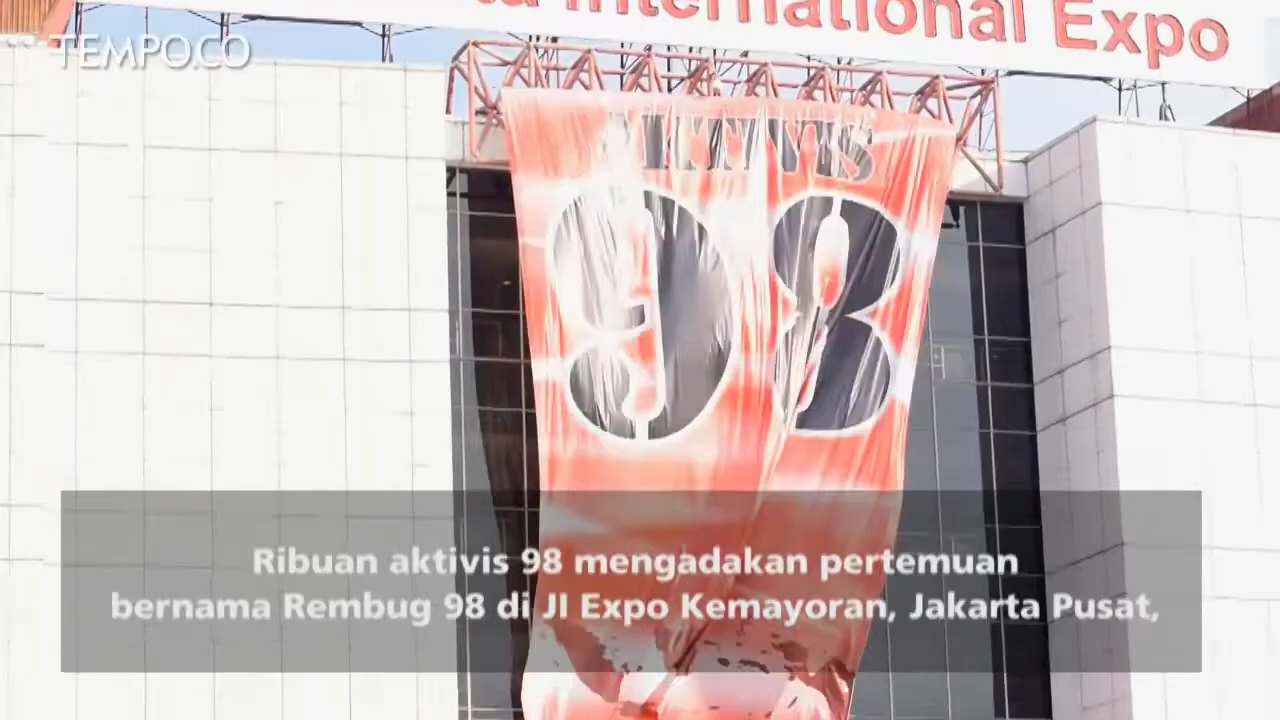 International Expo
TEMPO.CO
98
Ribuan aktivis 98 mengadakan pertemuan
bernama Rembug 98 di JI Expo Kemayoran, Jakarta Pusat,